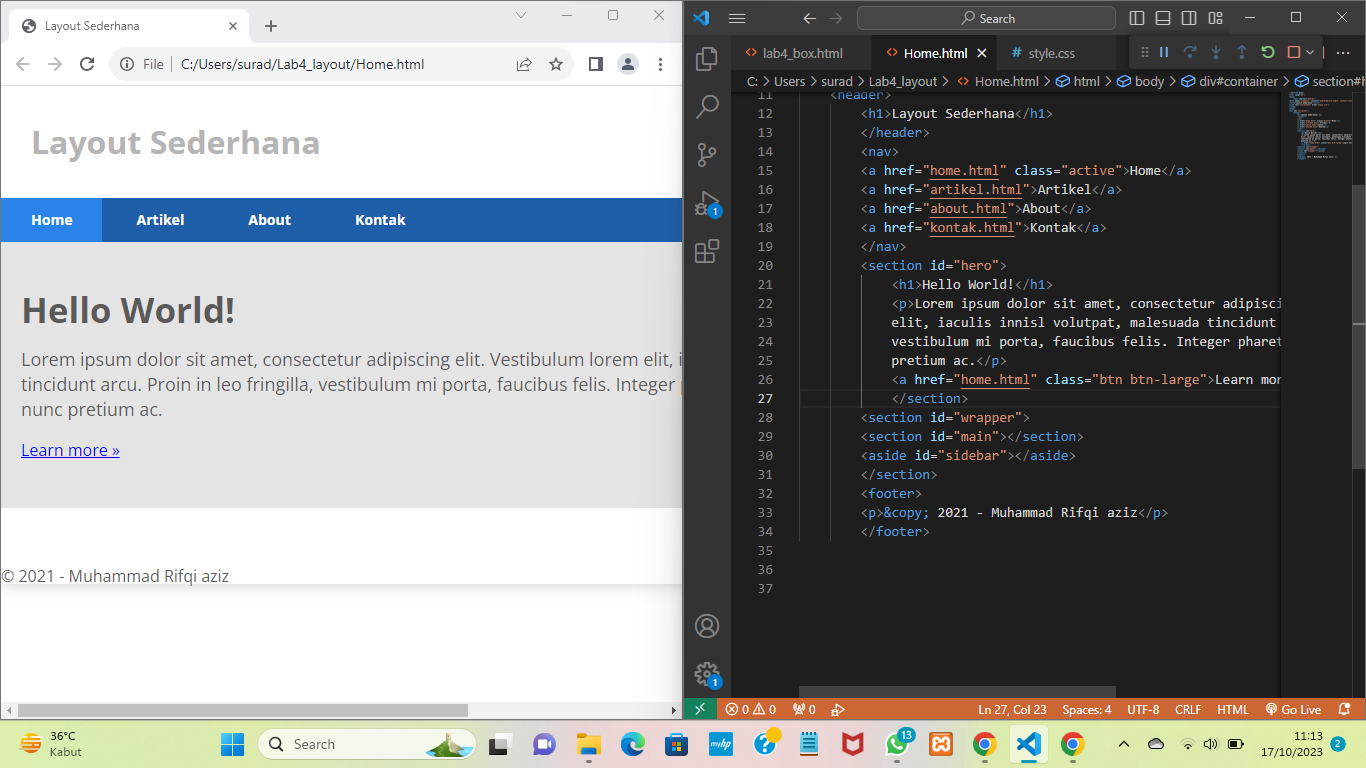 Layout Sederhana
File
C:/Users/surad/Lab4_layout/Home.html
Layout Sederhana
Home Artikel About Kontak
Hello World!
Lorem ipsum dolor sit amet, consectetur adipiscing elit. Vestibulum lorem elit, i
tincidunt arcu. Proin in leo fringilla, vestibulum mi porta, faucibus felis. Integer
nunc pretium ac.
Learn more »
© 2021 - Muhammad Rifqi aziz
Search
lab4_box.html Home.html # style.css
C: > Users > surad > Lab4_layout > Home.html > html > body > div#container > section#h
11 <header>
12 <h1>Layout Sederhana</h1>
13 </header>
14 <nav>
15 <a href="home.html" class="active">Home</a>
16 <a href="artikel.html">Artikel</a>
17 <a href="about.html">About</a>
18 <a href="kontak.html">Kontak</a>
19 </nav>
20 <section id="hero">
21 <h1>Hello World!</h1>
22 <p>Lorem ipsum dolor sit amet, consectetur adipisci
23 elit, iaculis innisl volutpat, malesuada tincidunt
24 vestibulum mi porta, faucibus felis. Integer pharet
25 pretium ac.</p>
26 <a href="home.html" class="btn btn-large">Learn mor
27 </section>
28 <section id="wrapper">
29 <section id="main"></section>
30 <aside id="sidebar"></aside>
31 </section>
32 <footer>
33 <p>&copy; 2021 - Muhammad Rifqi aziz</p>
34 </footer>
35
36
37
1
1
0 0 0 Ln 27, Col 23 Spaces: 4 UTF-8 CRLF HTML Go Live
36°C
Kabut
Search
myhp
13
11:13
17/10/2023
2